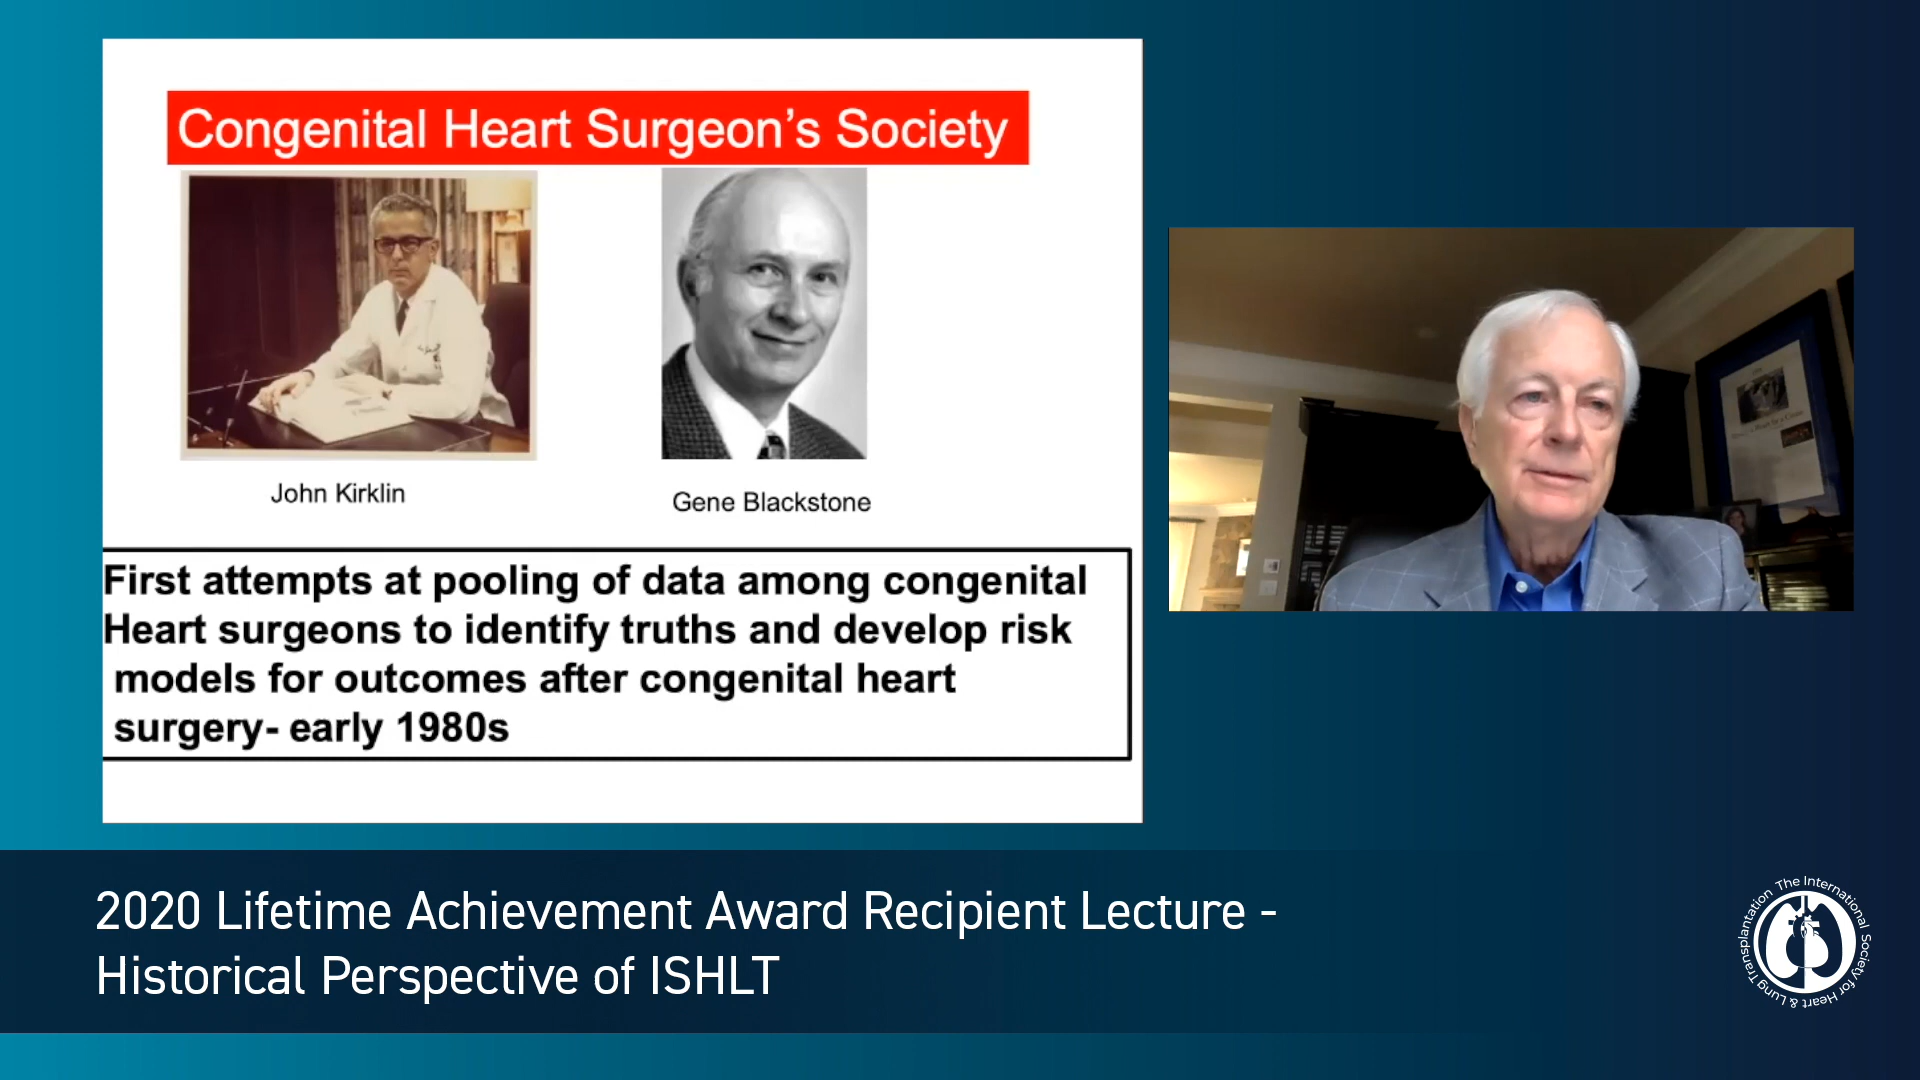 Congenital Heart Surgeon's Society
John Kirklin
Gene Blackstone
First attempts at pooling of data among congenital
Heart surgeons to identify truths and develop risk
models for outcomes after congenital heart
surgery- early 1980s
2020 Lifetime Achievement Award Recipient Lecture -
Historical Perspective of ISHLT
The International Society for Heart & Lung Transplantation